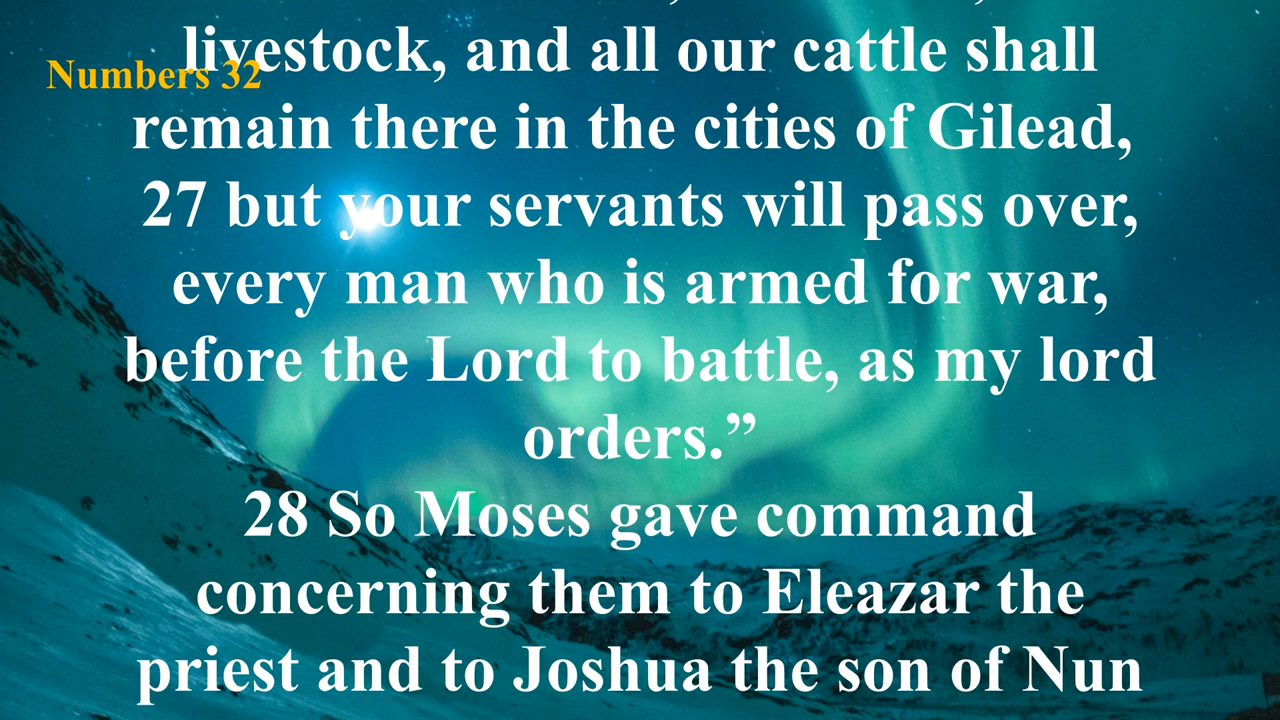 Numbers 32
livestock, and all our cattle shall
remain there in the cities of Gilead,
27 but your servants will pass over,
every man who is armed for war,
before the Lord to battle, as my lord
orders.”
28 So Moses gave command
concerning them to Eleazar the
priest and to Joshua the son of Nun